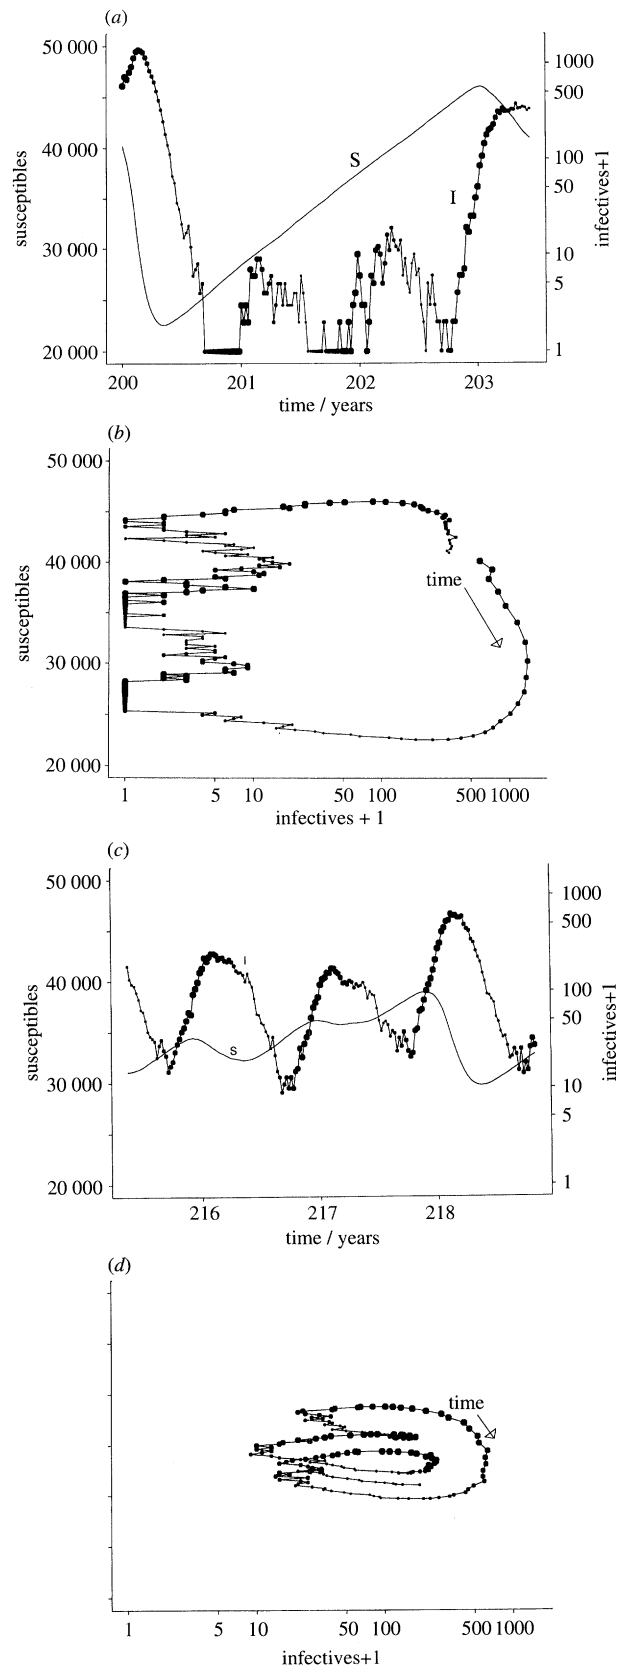 (a)
50 000
40 000
30 000
20 000
susceptibles
1000
500
100
50
10
5
1
infectives+1
S
I
200 201 202 203
time / years
(b)
50 000
40 000
30 000
20 000
susceptibles
time
1 5 10 50 100 500 1000
infectives + 1
(c)
50 000
40 000
30 000
20 000
susceptibles
1000
500
100
50
10
5
1
infectives+1
I
S
216 217 218
time / years
(d)
time
1 5 10 50 100 500 1000
infectives+1